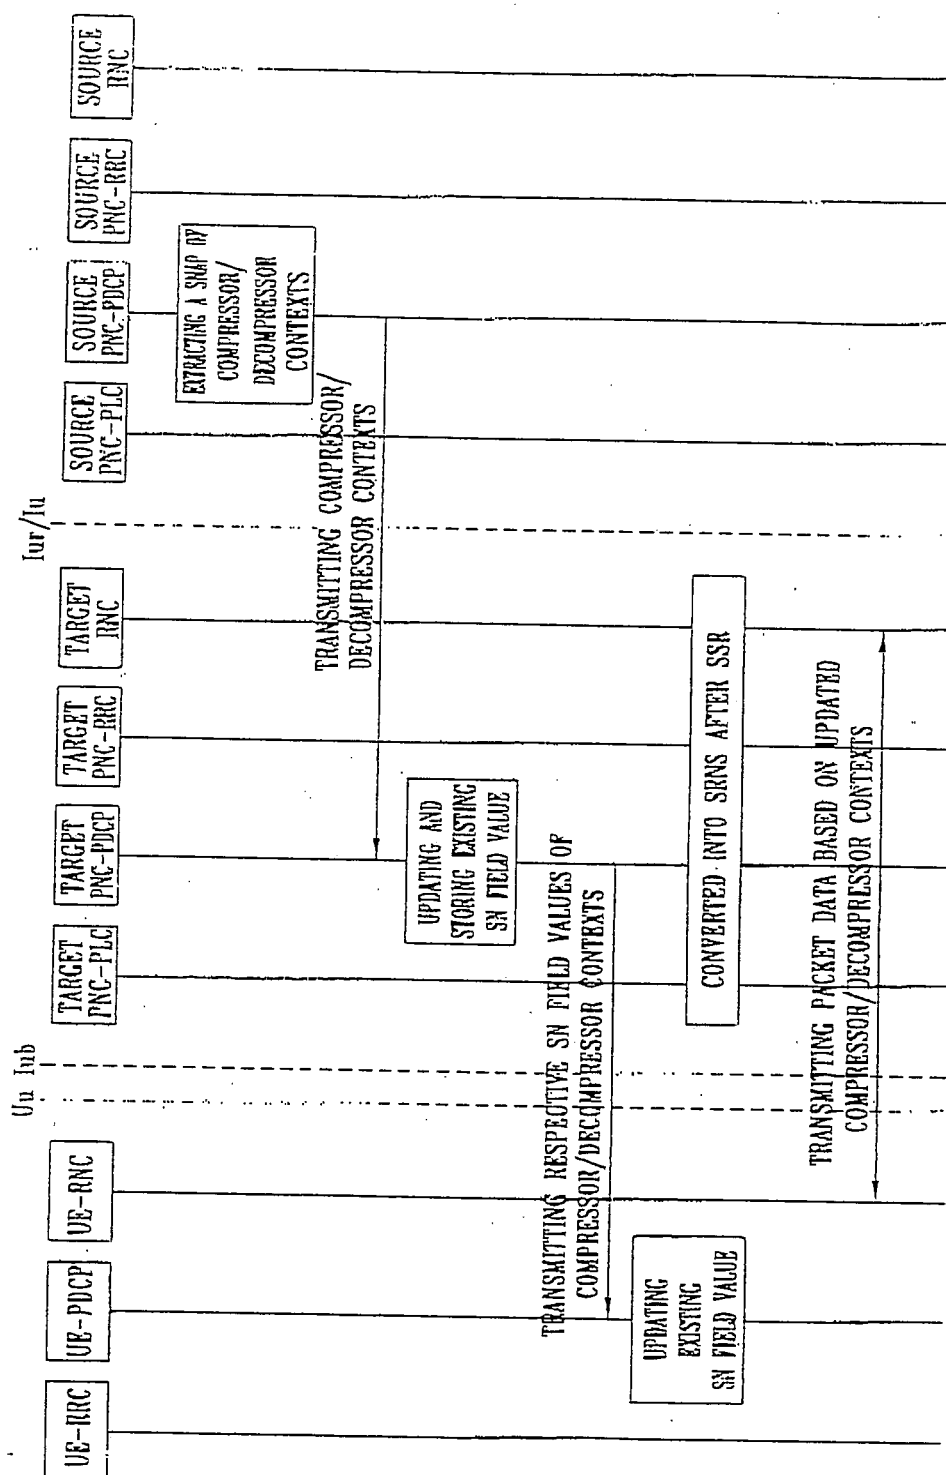 UE-RRC
UE-PDCP
UE-RNC
Uu
Iub
TARGET
PNC-PLC
TARGET
PNC-PDCP
TARGET
PNC-RRC
TARGET
RNC
Iur/Iu
SOURCE
PNC-PLC
SOURCE
PNC-PDCP
SOURCE
PNC-RRC
SOURCE
RNC
EXTRACTING A SNAP OF
COMPRESSOR/
DECOMPRESSOR
CONTEXTS
TRANSMITTING COMPRESSOR/
DECOMPRESSOR CONTEXTS
UPDATING AND
STORING EXISTING
SN FIELD VALUE
TRANSMITTING RESPECTIVE SN FIELD VALUES OF
COMPRESSOR/DECOMPRESSOR CONTEXTS
UPDATING
EXISTING
SN FIELD VALUE
CONVERTED INTO SRNS AFTER SSR
TRANSMITTING PACKET DATA BASED ON UPDATED
COMPRESSOR/DECOMPRESSOR CONTEXTS